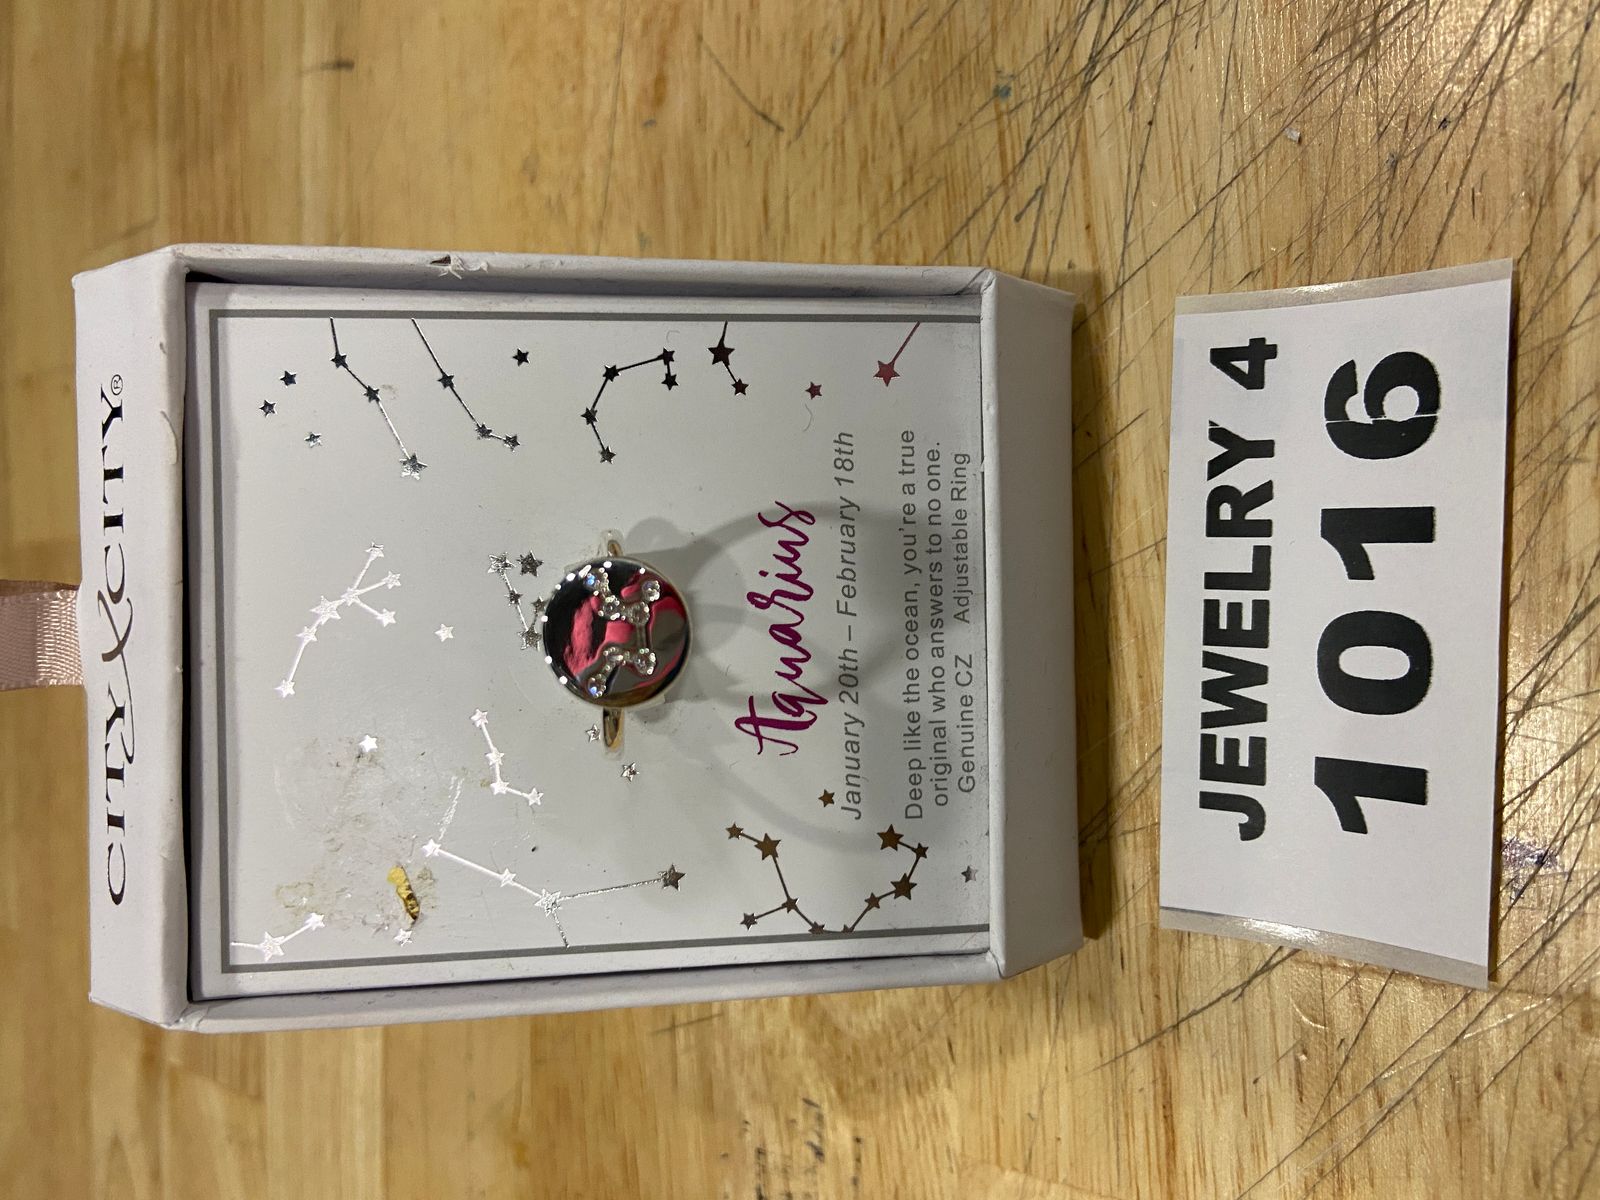 CITY X CITY®
Aquarius
January 20th – February 18th
Deep like the ocean, you're a true
original who answers to no one.
Genuine CZ Adjustable Ring
JEWELRY 4
1016